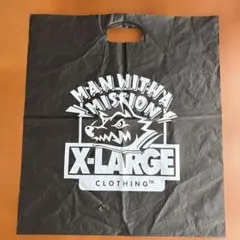 MAN WITH A
MISSION
X-LARGE
CLOTHING™